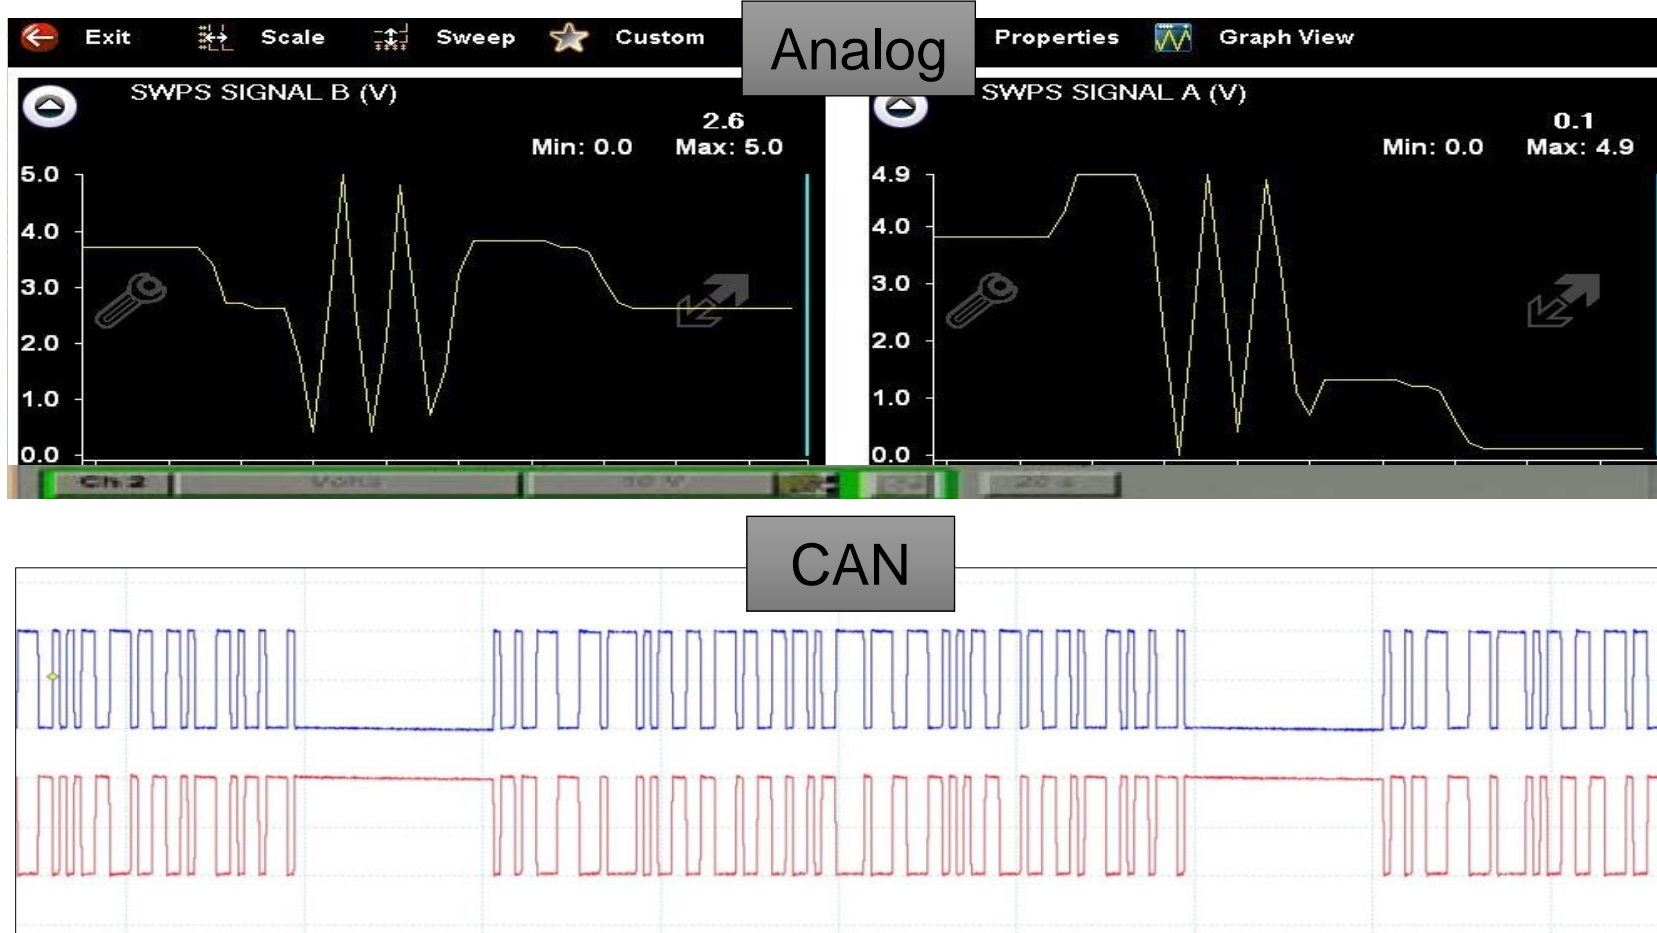 Exit Scale Sweep Custom Properties Graph View
Analog
SWPS SIGNAL B (V)
2.6
Min: 0.0 Max: 5.0
5.0
4.0
3.0
2.0
1.0
0.0
SWPS SIGNAL A (V)
0.1
Min: 0.0 Max: 4.9
4.9
4.0
3.0
2.0
1.0
0.0
Ch 2 Volts 10 V
CAN